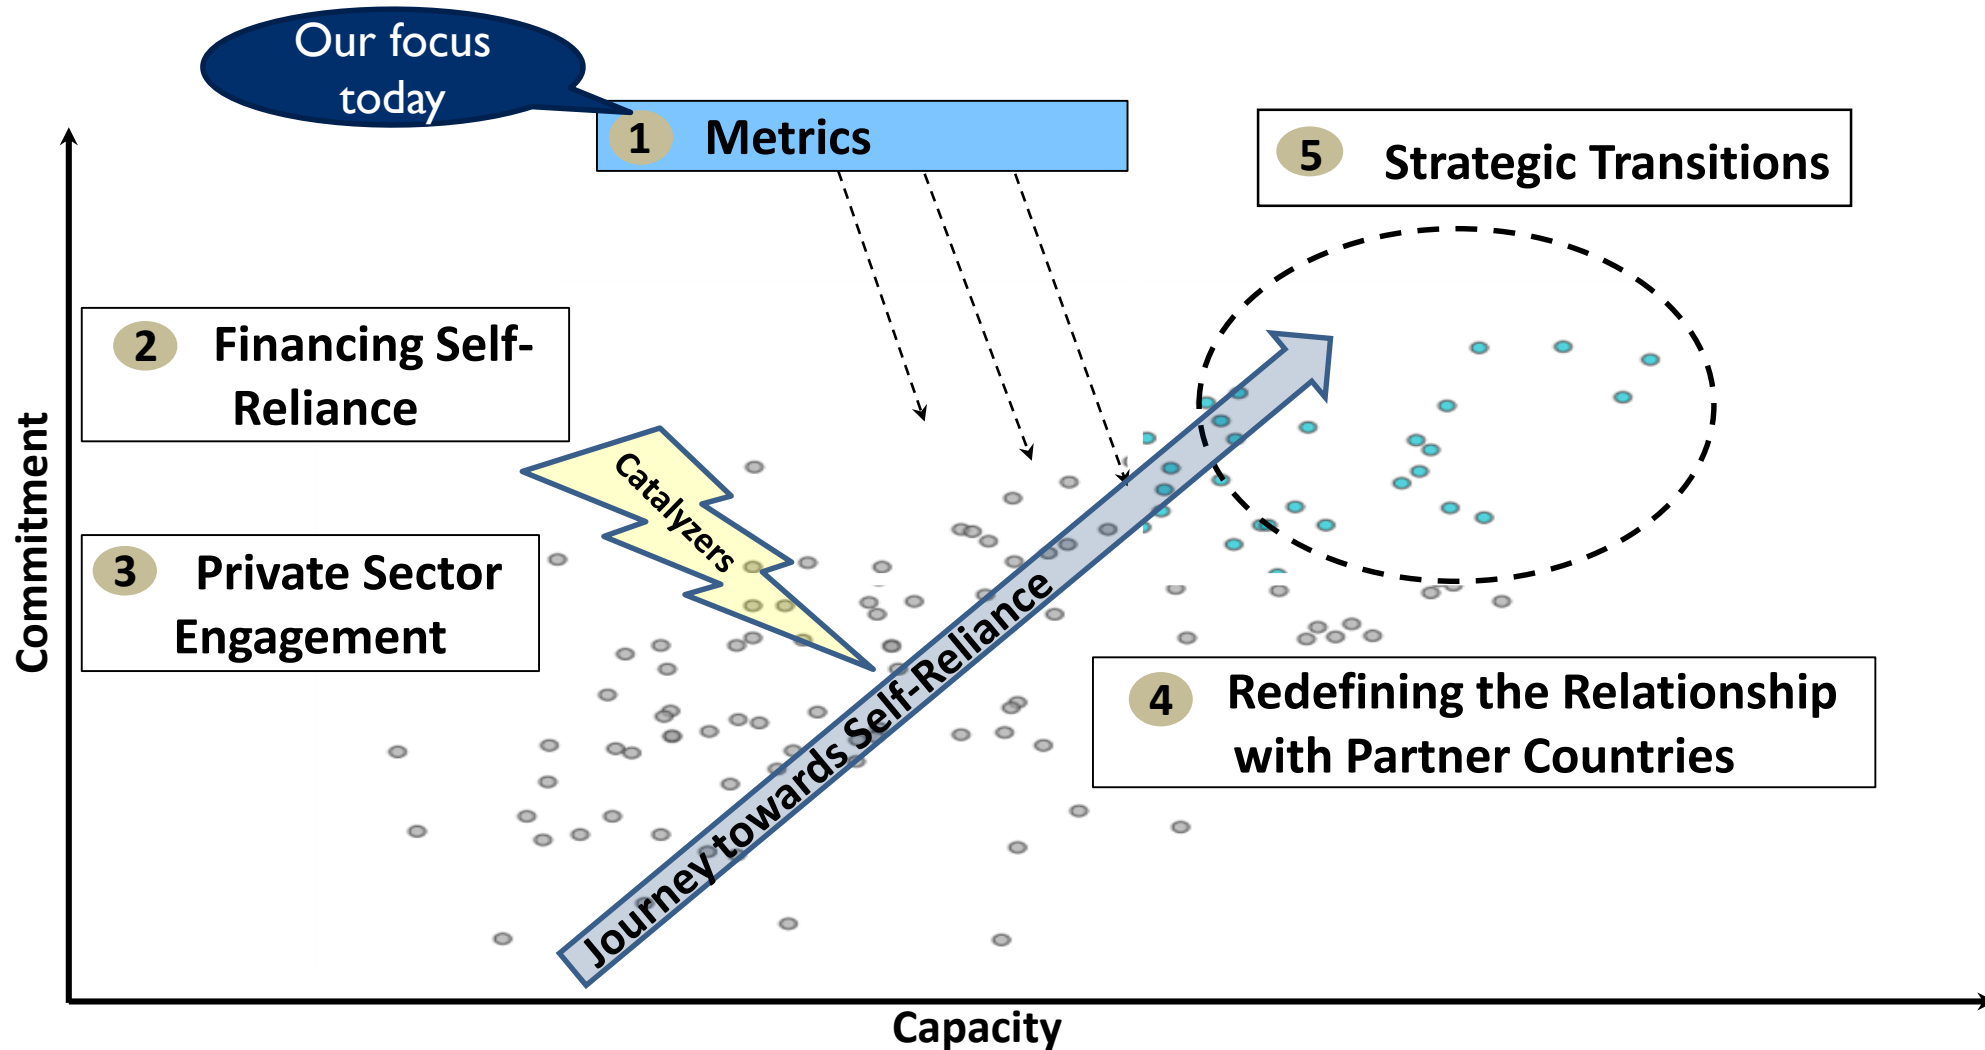 Our focus
today
1 Metrics
5 Strategic Transitions
2 Financing Self-
Reliance
Catalyzers
3 Private Sector
Engagement
Journey towards Self-Reliance
4 Redefining the Relationship
with Partner Countries
Commitment
Capacity